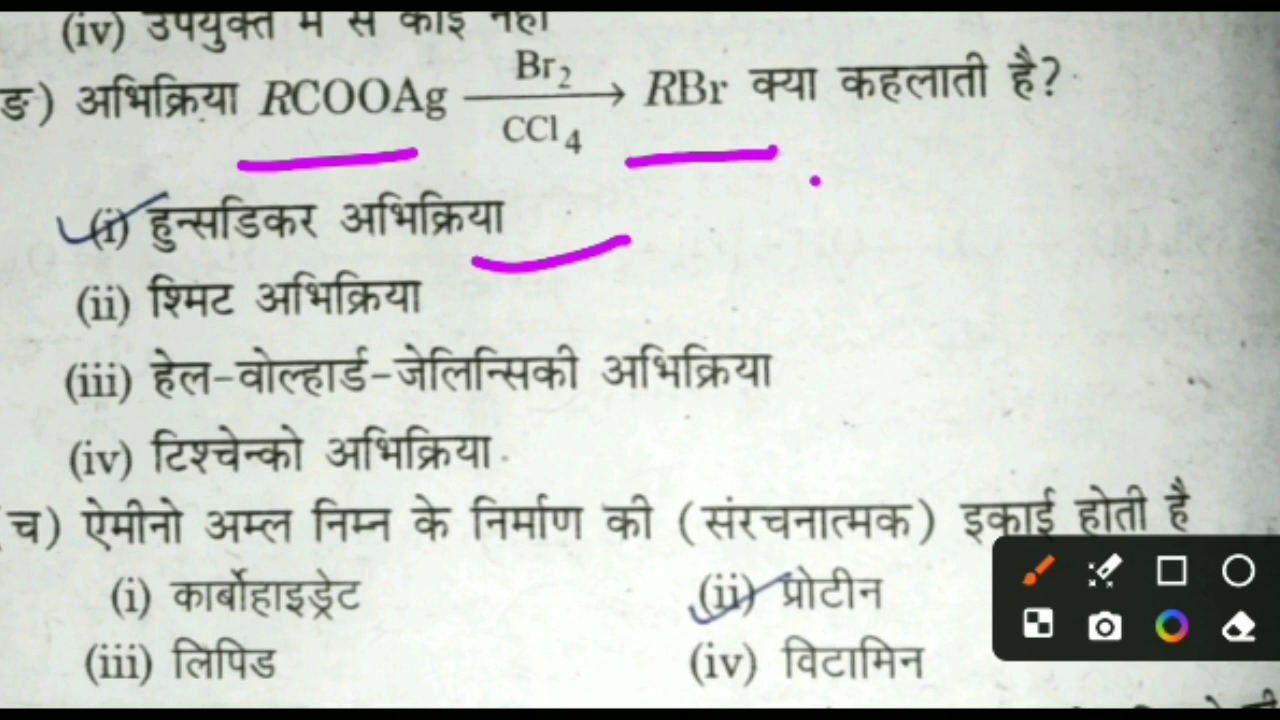 (iv) उपर्युक्त में से कोई नहीं
ङ) अभिक्रिया RCOOAg Br₂ CCl₄ → RBr क्या कहलाती है?
(i) हुन्सडिकर अभिक्रिया
(ii) श्मिट अभिक्रिया
(iii) हेल-वोल्हार्ड-जेलिन्सिकी अभिक्रिया
(iv) टिश्चेन्को अभिक्रिया
च) ऐमीनो अम्ल निम्न के निर्माण की (संरचनात्मक) इकाई होती है
(i) कार्बोहाइड्रेट (ii) प्रोटीन
(iii) लिपिड (iv) विटामिन